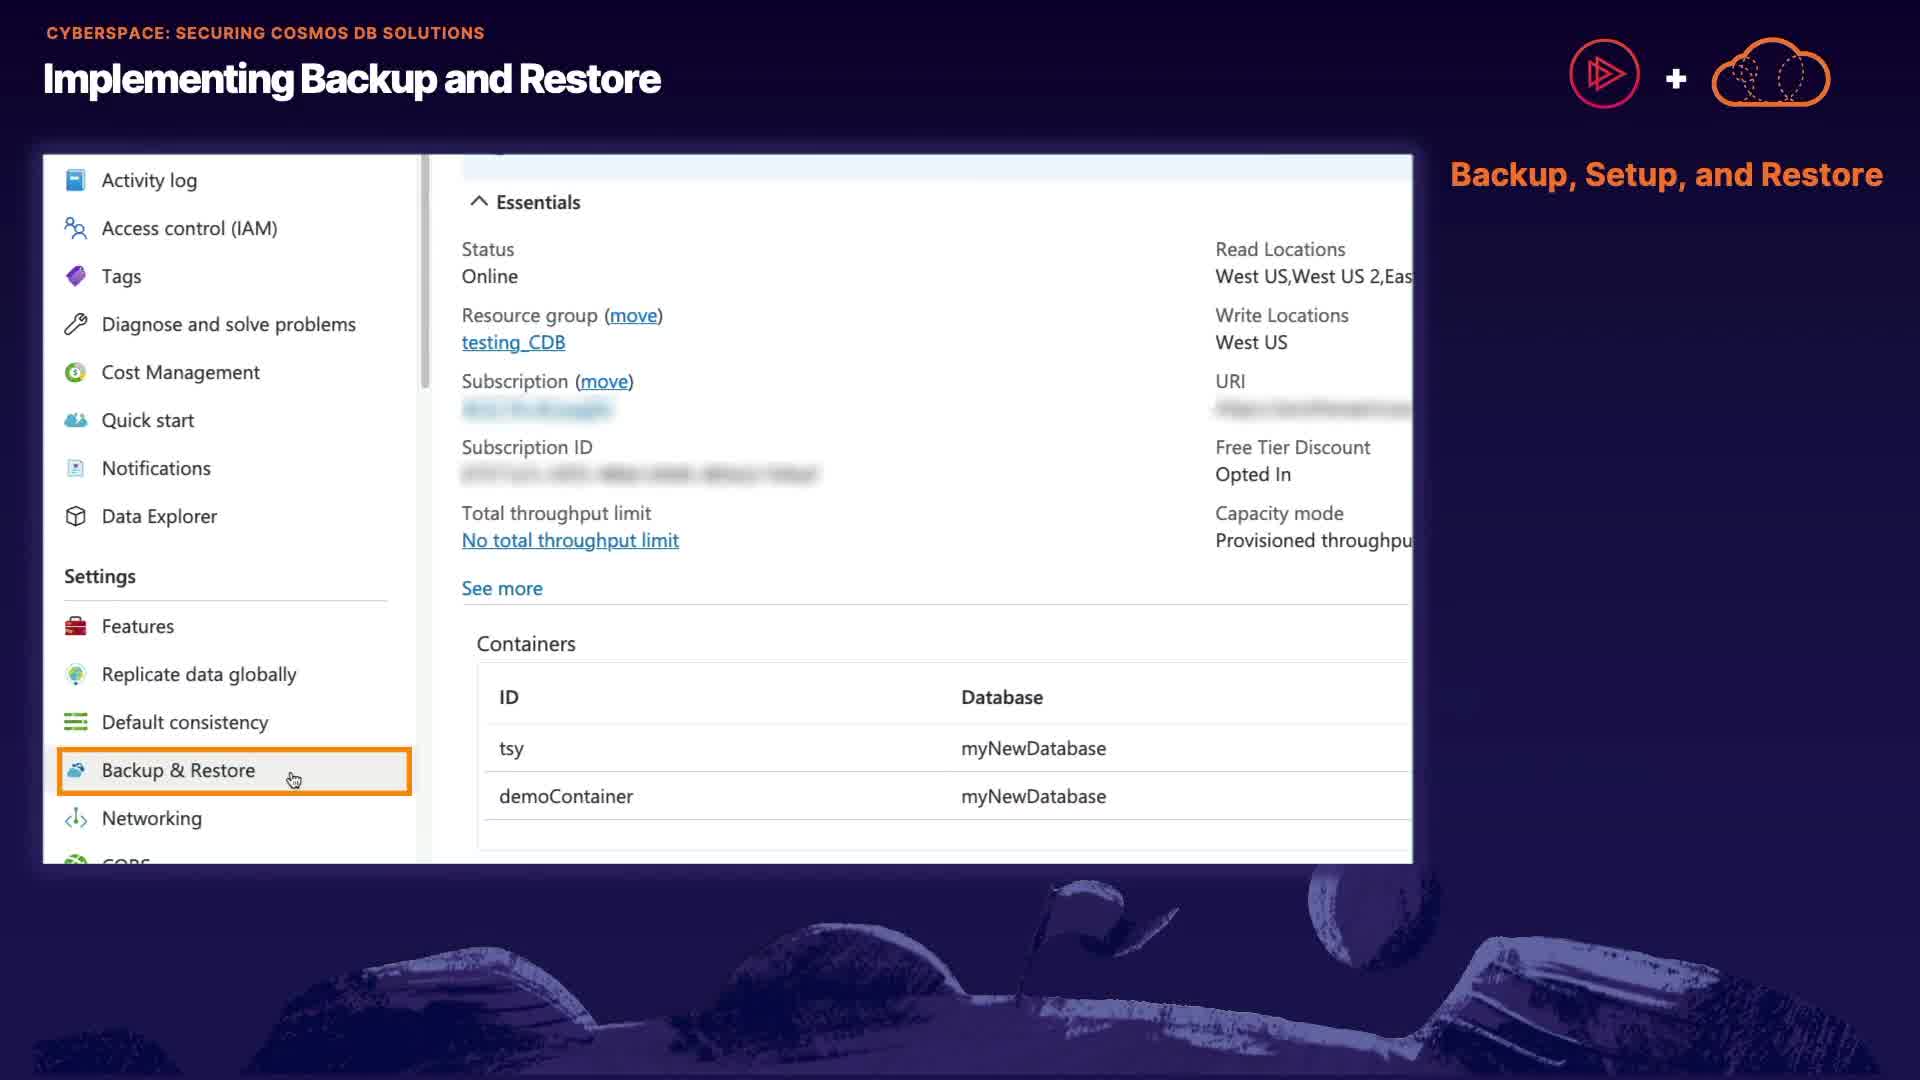 CYBERSPACE: SECURING COSMOS DB SOLUTIONS
Implementing Backup and Restore
+
Backup, Setup, and Restore
Activity log
Access control (IAM)
Tags
Diagnose and solve problems
Cost Management
Quick start
Notifications
Data Explorer
Settings
Features
Replicate data globally
Default consistency
Backup & Restore
Networking
Essentials
Status
Online
Resource group (move)
testing_CDB
Subscription (move)
Subscription ID
Total throughput limit
No total throughput limit
See more
Read Locations
West US,West US 2,Eas
Write Locations
West US
URI
Free Tier Discount
Opted In
Capacity mode
Provisioned throughpu
Containers
ID Database
tsy myNewDatabase
demoContainer myNewDatabase